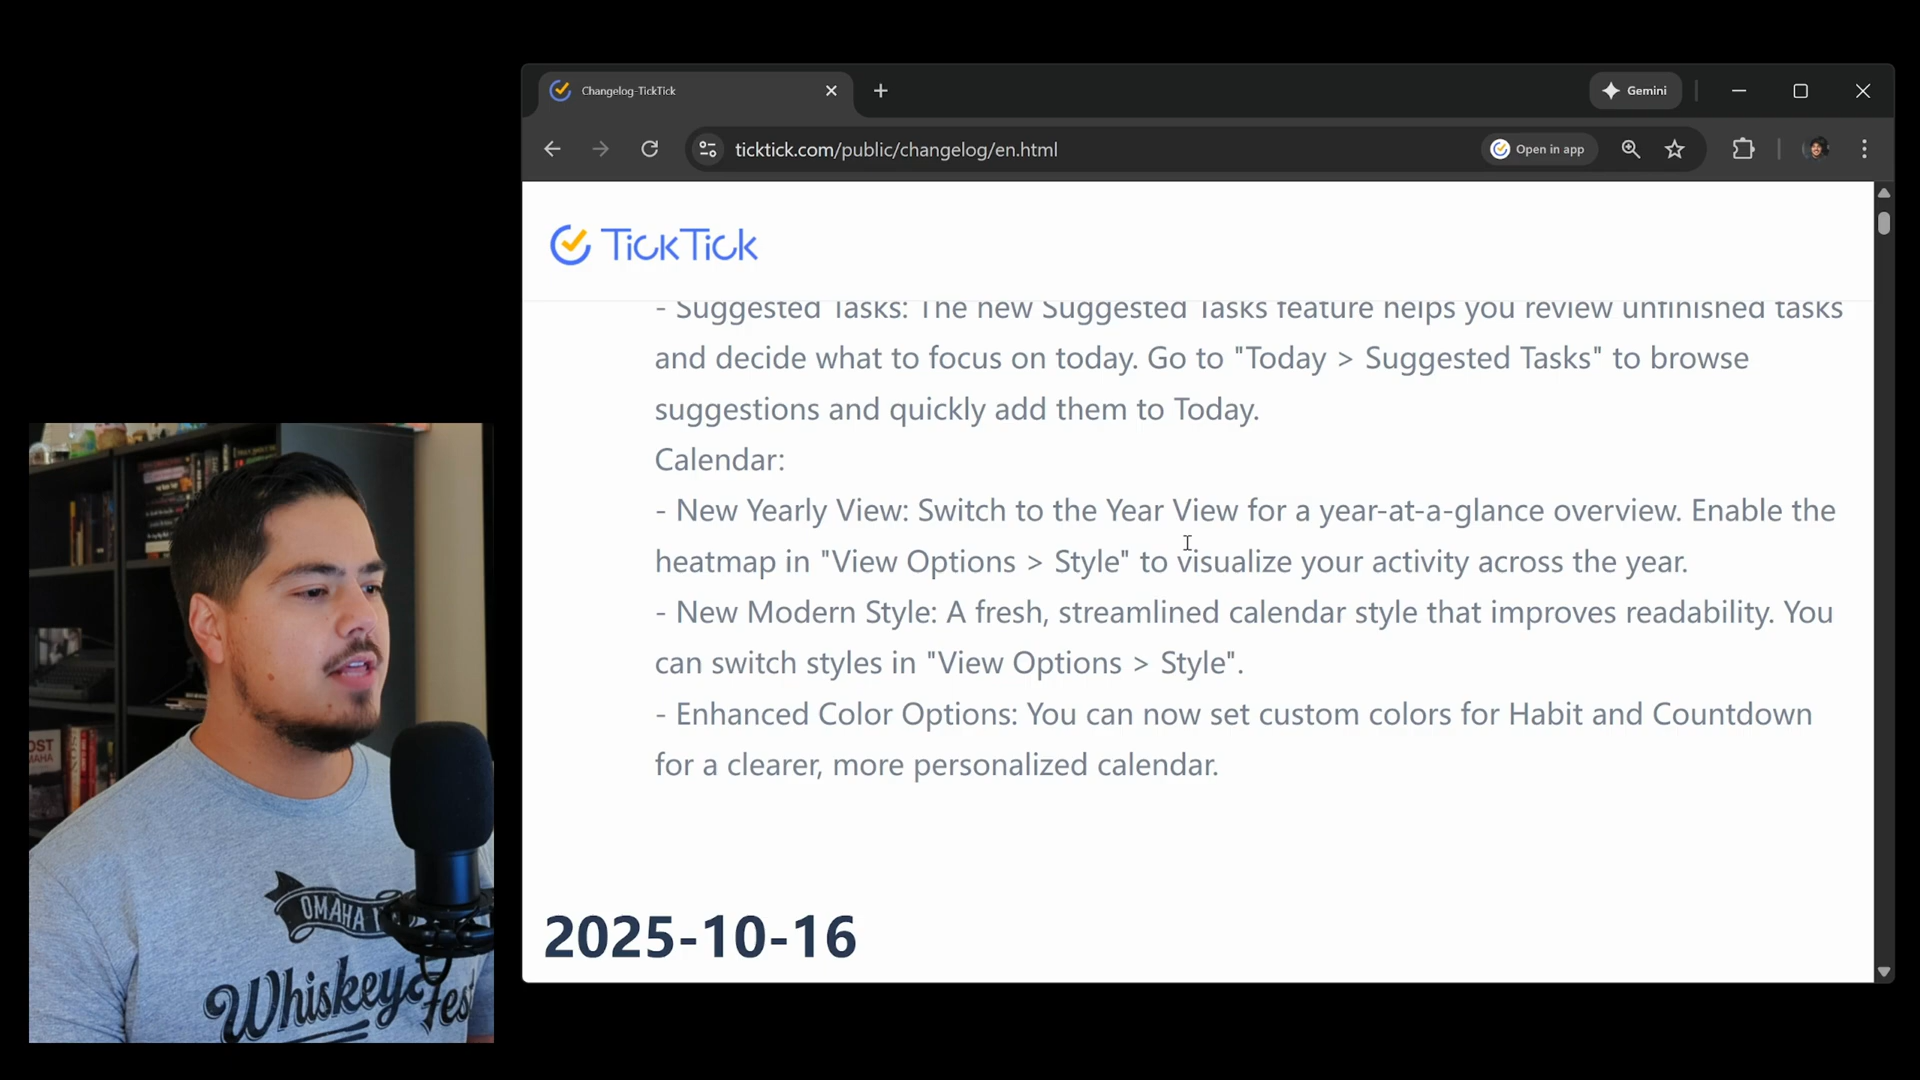 Changelog-TickTick
Gemini
ticktick.com/public/changelog/en.html
Open in app
TickTick
- Suggested Tasks: The new Suggested Tasks feature helps you review unfinished tasks
and decide what to focus on today. Go to "Today > Suggested Tasks" to browse
suggestions and quickly add them to Today.
Calendar:
- New Yearly View: Switch to the Year View for a year-at-a-glance overview. Enable the
heatmap in "View Options > Style" to visualize your activity across the year.
- New Modern Style: A fresh, streamlined calendar style that improves readability. You
can switch styles in "View Options > Style".
- Enhanced Color Options: You can now set custom colors for Habit and Countdown
for a clearer, more personalized calendar.
2025-10-16
OMAHA
Whiskey Fest